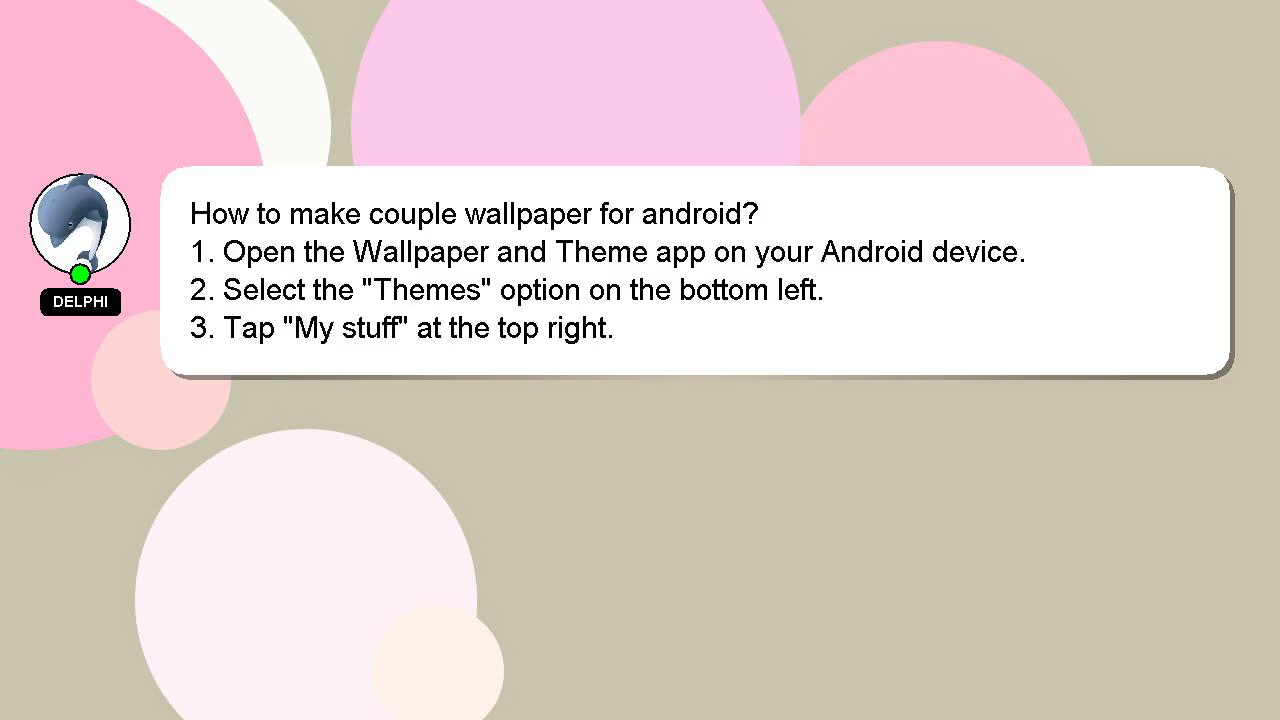 How to make couple wallpaper for android?
1. Open the Wallpaper and Theme app on your Android device.
2. Select the "Themes" option on the bottom left.
3. Tap "My stuff" at the top right.
DELPHI